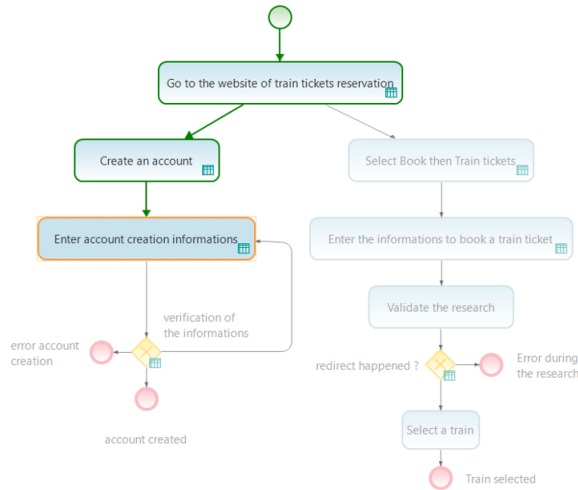 Go to the website of train tickets reservation
Create an account
Select Book then Train tickets
Enter account creation informations
Enter the informations to book a train ticket
Validate the research
verification of
the informations
error account
creation
redirect happened ?
Error during
the research
account created
Select a train
Train selected